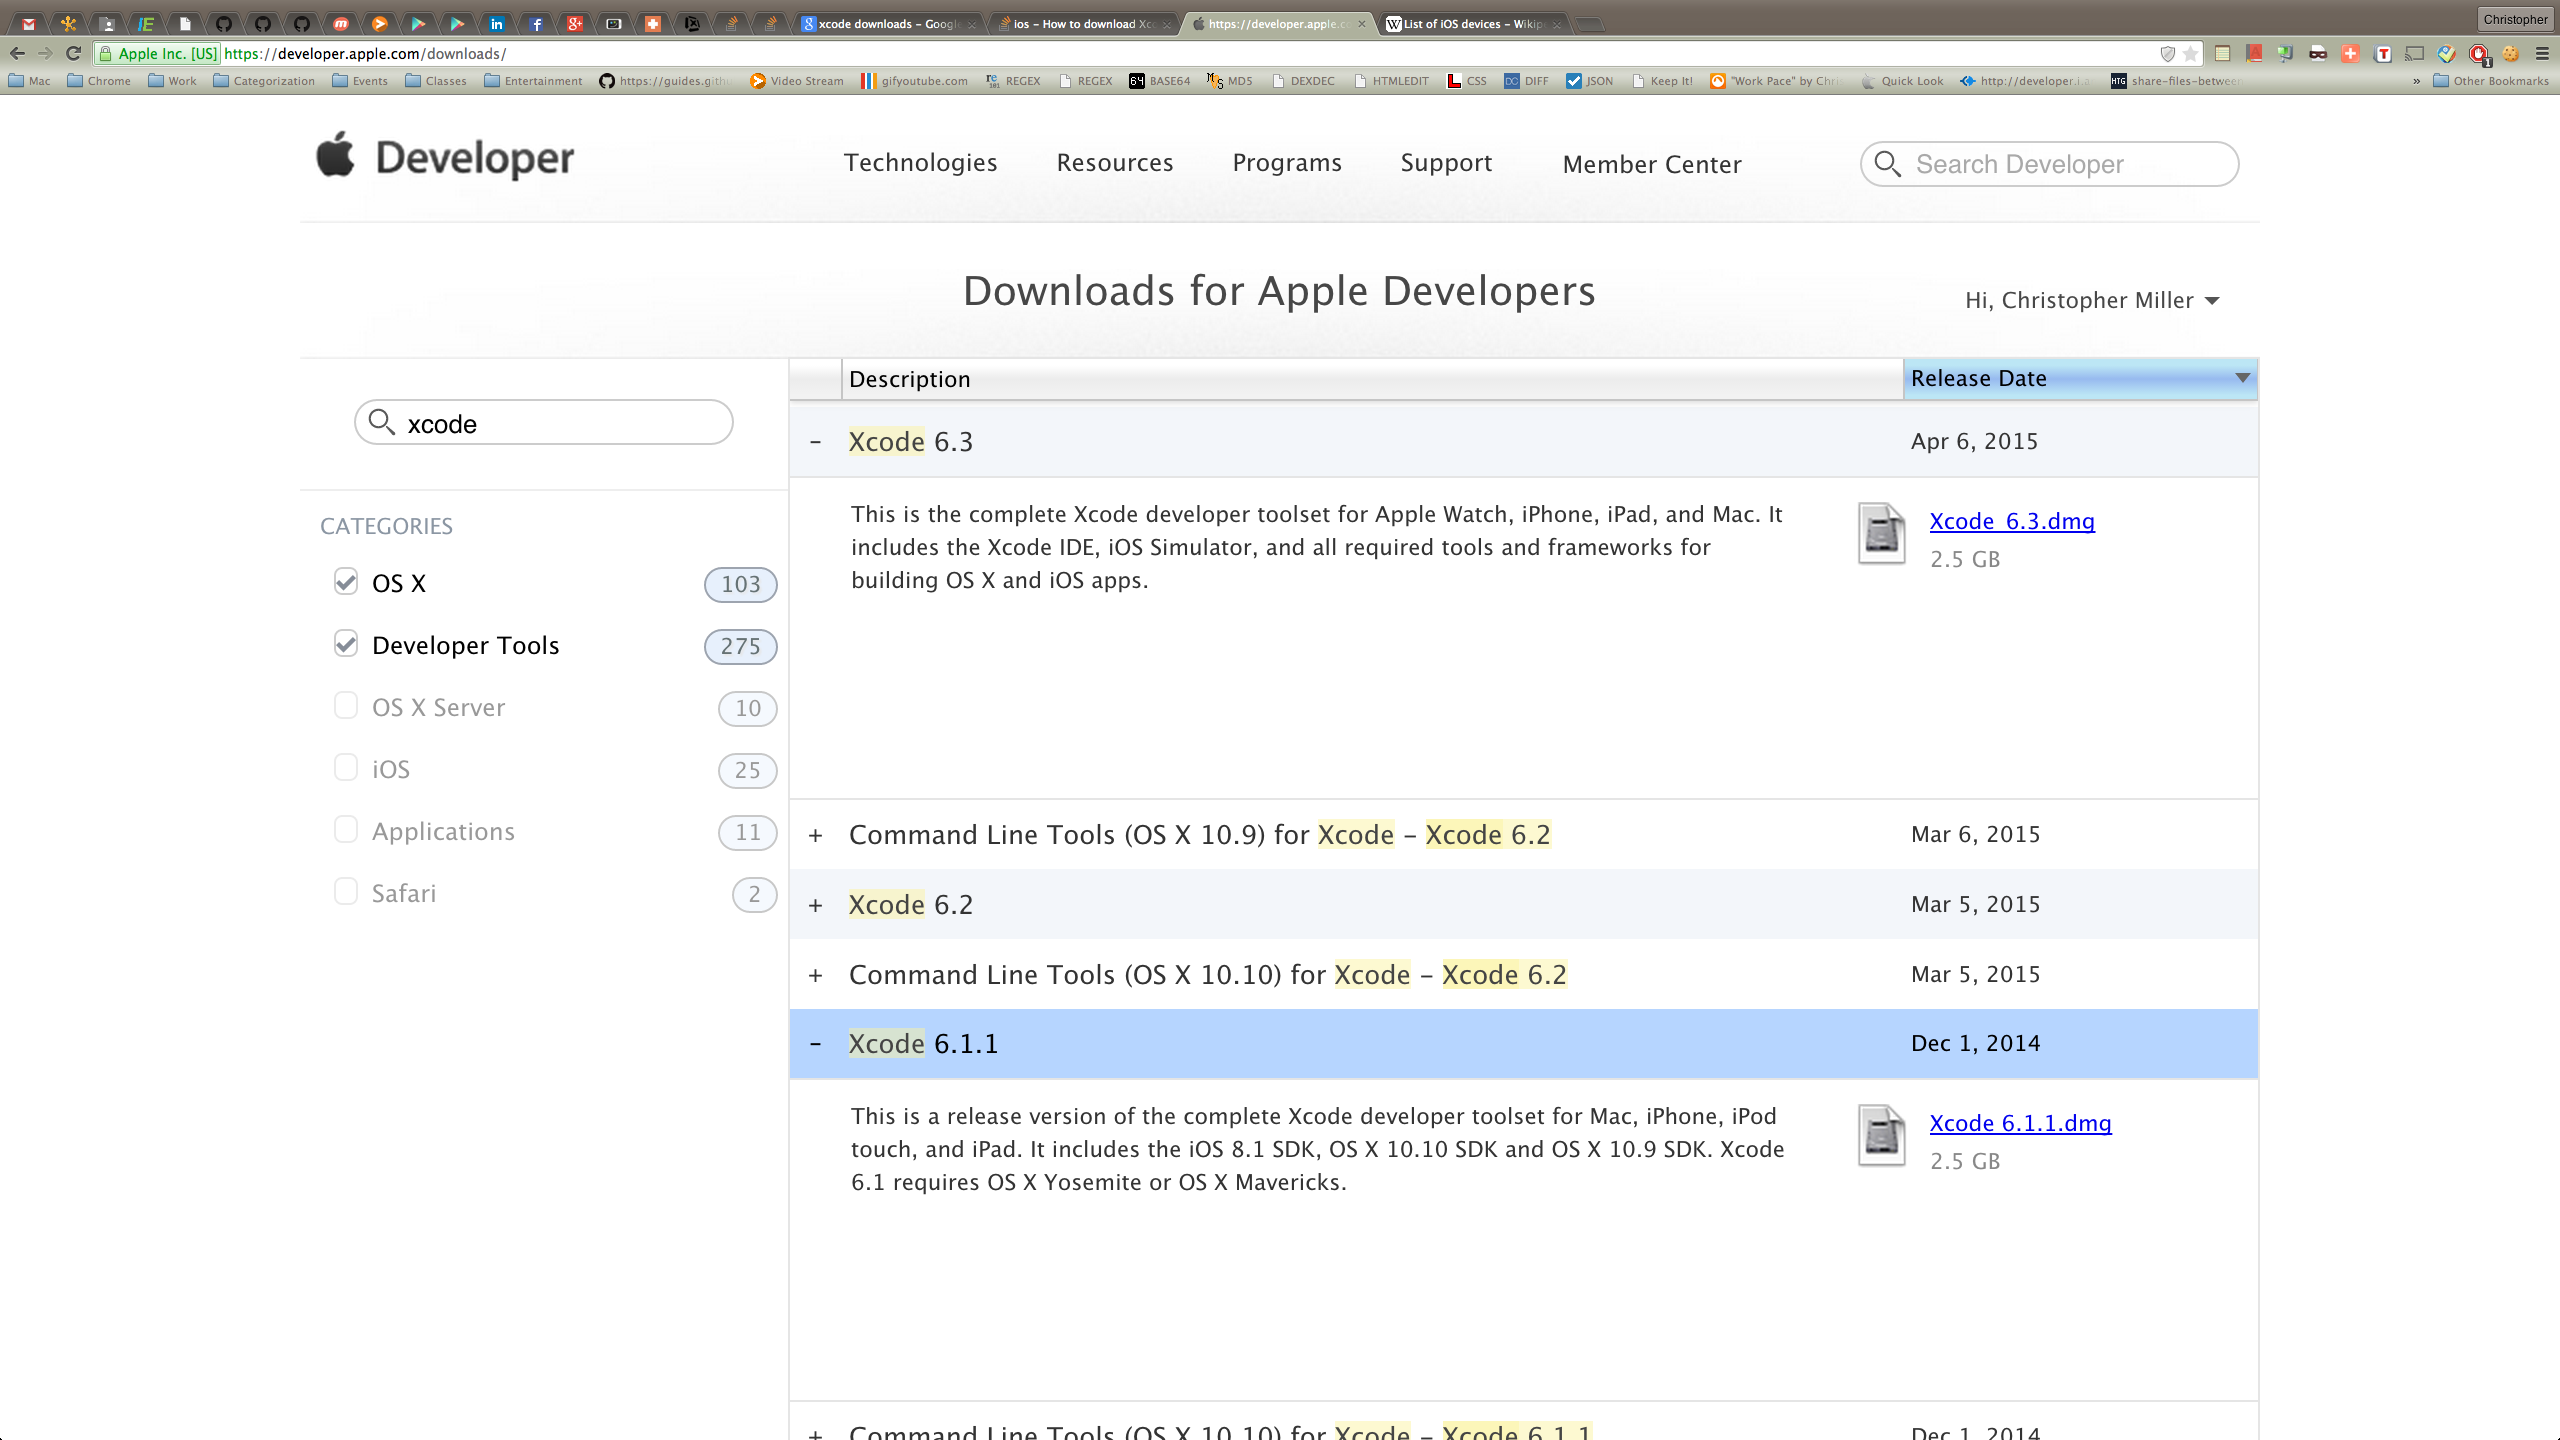 xcode downloads - Google
ios - How to download Xco
https://developer.apple.c
List of iOS devices - Wikip
Christopher
Apple Inc. [US] https://developer.apple.com/downloads/
Mac Chrome Work Categorization Events Classes Entertainment https://guides.gith Video Stream gifyoutube.com REGEX REGEX BASE64 MD5 DEXDEC HTMLEDIT CSS DIFF JSON Keep It! "Work Pace" by Chris Quick Look http://developer.i.a share-files-between » Other Bookmarks
Developer
Technologies Resources Programs Support Member Center Search Developer
Downloads for Apple Developers
Hi, Christopher Miller
xcode
CATEGORIES
OS X 103
Developer Tools 275
OS X Server 10
iOS 25
Applications 11
Safari 2
Description Release Date
– Xcode 6.3 Apr 6, 2015
This is the complete Xcode developer toolset for Apple Watch, iPhone, iPad, and Mac. It
includes the Xcode IDE, iOS Simulator, and all required tools and frameworks for
building OS X and iOS apps.
Xcode_6.3.dmg
2.5 GB
+ Command Line Tools (OS X 10.9) for Xcode – Xcode 6.2 Mar 6, 2015
+ Xcode 6.2 Mar 5, 2015
+ Command Line Tools (OS X 10.10) for Xcode – Xcode 6.2 Mar 5, 2015
– Xcode 6.1.1 Dec 1, 2014
This is a release version of the complete Xcode developer toolset for Mac, iPhone, iPod
touch, and iPad. It includes the iOS 8.1 SDK, OS X 10.10 SDK and OS X 10.9 SDK. Xcode
6.1 requires OS X Yosemite or OS X Mavericks.
Xcode 6.1.1.dmg
2.5 GB
+ Command Line Tools (OS X 10.10) for Xcode – Xcode 6.1.1 Dec 1, 2014